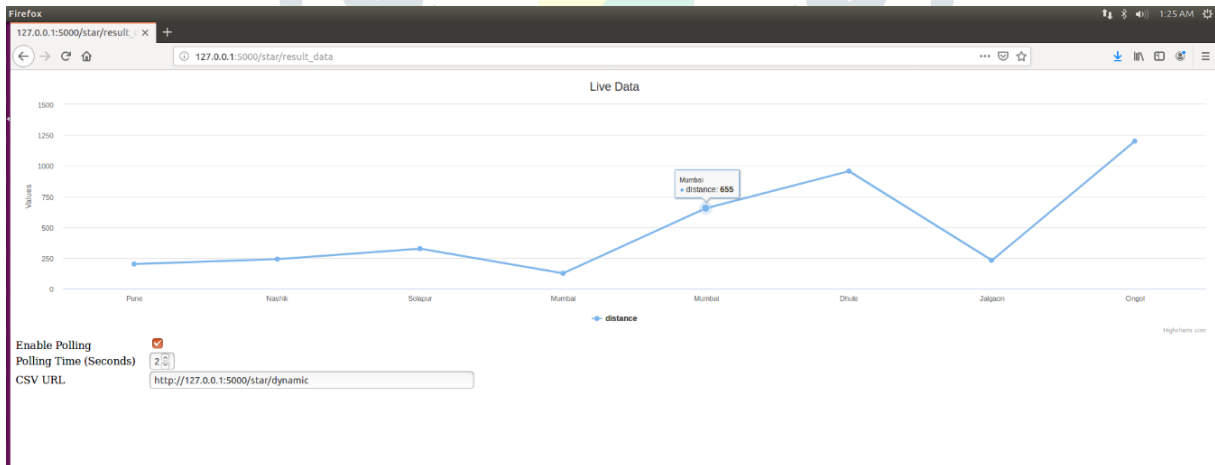 Firefox
1:25 AM
127.0.0.1:5000/star/result_
127.0.0.1:5000/star/result_data
Live Data
1500
1250
1000
750
500
250
0
Values
Mumbai
distance: 655
Pune
Nashik
Solapur
Mumbai
Mumbai
Dhule
Jalgaon
Ongol
distance
Highcharts.com
Enable Polling
Polling Time (Seconds) 2
CSV URL http://127.0.0.1:5000/star/dynamic